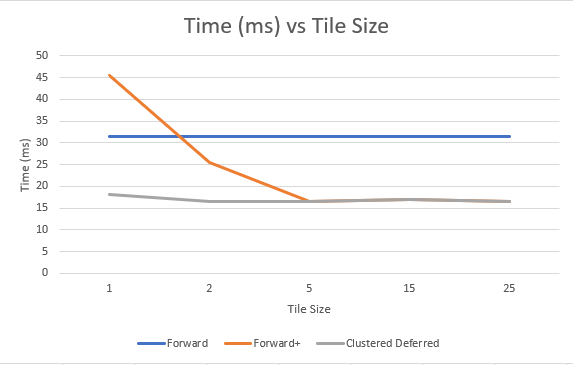 Time (ms) vs Tile Size
50
45
40
35
30
25
20
15
10
5
0
Time (ms)
1 2 5 15 25
Tile Size
Forward Forward+ Clustered Deferred